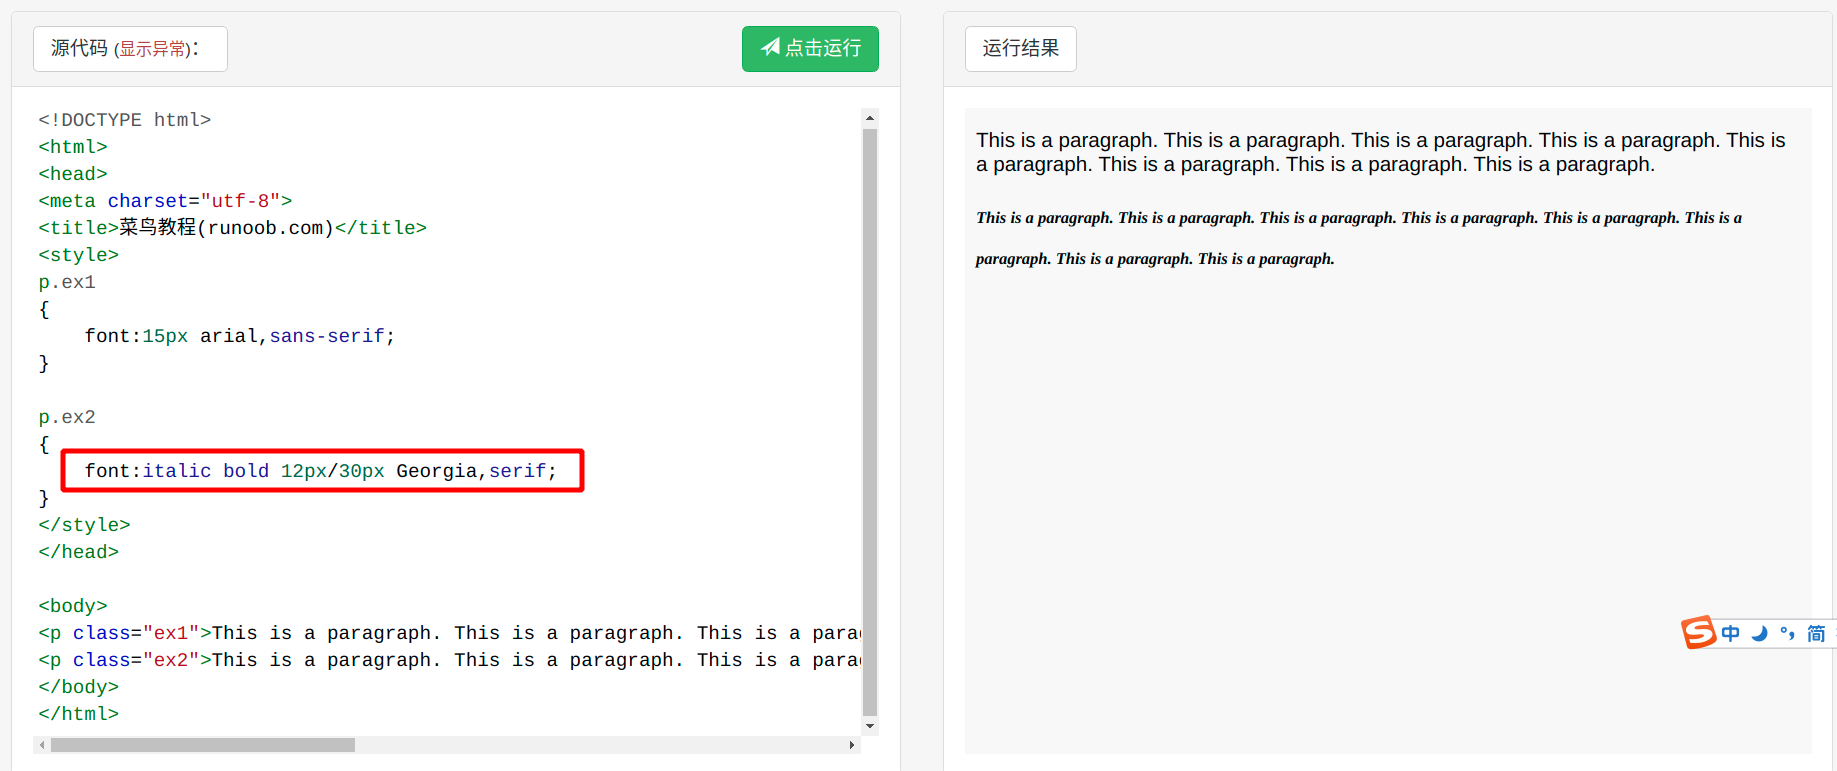 源代码 (显示异常)：
点击运行
<!DOCTYPE html>
<html>
<head>
<meta charset="utf-8">
<title>菜鸟教程(runoob.com)</title>
<style>
p.ex1
{
    font:15px arial,sans-serif;
}
p.ex2
{
    font:italic bold 12px/30px Georgia,serif;
}
</style>
</head>
<body>
<p class="ex1">This is a paragraph. This is a paragraph. This is a para
<p class="ex2">This is a paragraph. This is a paragraph. This is a para
</body>
</html>
运行结果
This is a paragraph. This is a paragraph. This is a paragraph. This is a paragraph. This is
a paragraph. This is a paragraph. This is a paragraph. This is a paragraph.
This is a paragraph. This is a paragraph. This is a paragraph. This is a paragraph. This is a paragraph. This is a
paragraph. This is a paragraph. This is a paragraph.
S 中 °, 简